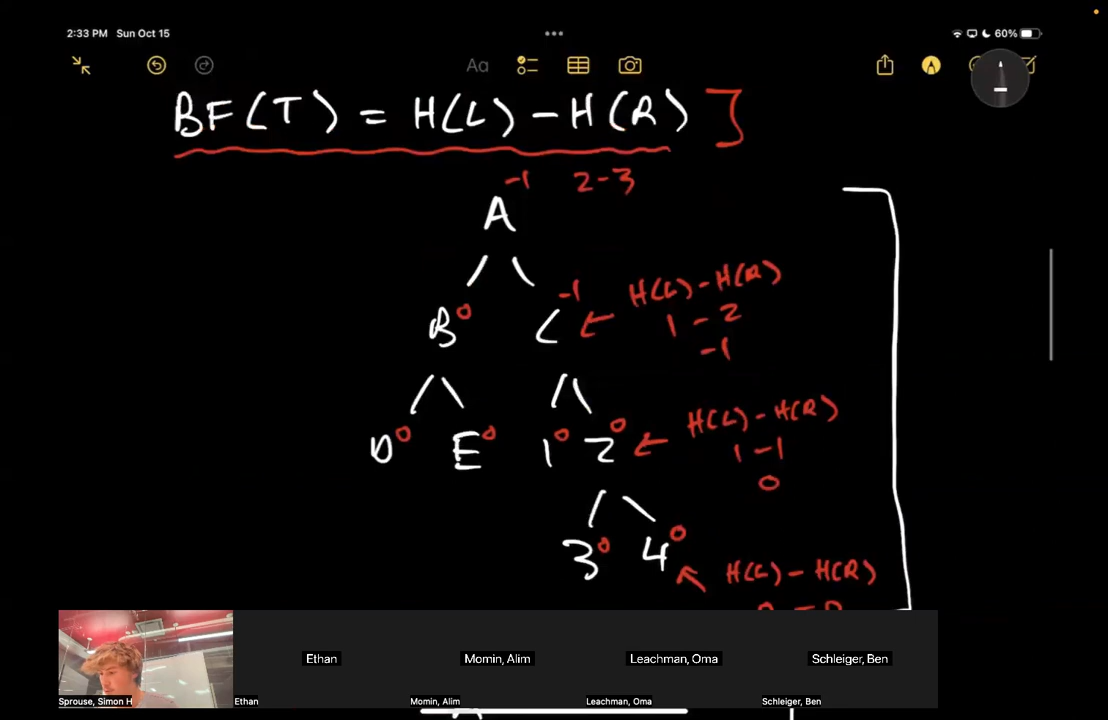 2:33 PM Sun Oct 15
60%
Aa
BF(T) = H(L) - H(R) ]
A -1 2-3
B 0 C -1 ← H(L) - H(R)
1 - 2
-1
D 0 E 0 1 0 2 0 ← H(L) - H(R)
1 - 1
0
3 0 4 0 ← H(L) - H(R)
Ethan
Momin, Alim
Leachman, Oma
Schleiger, Ben
Sprouse, Simon H
Ethan
Momin, Alim
Leachman, Oma
Schleiger, Ben